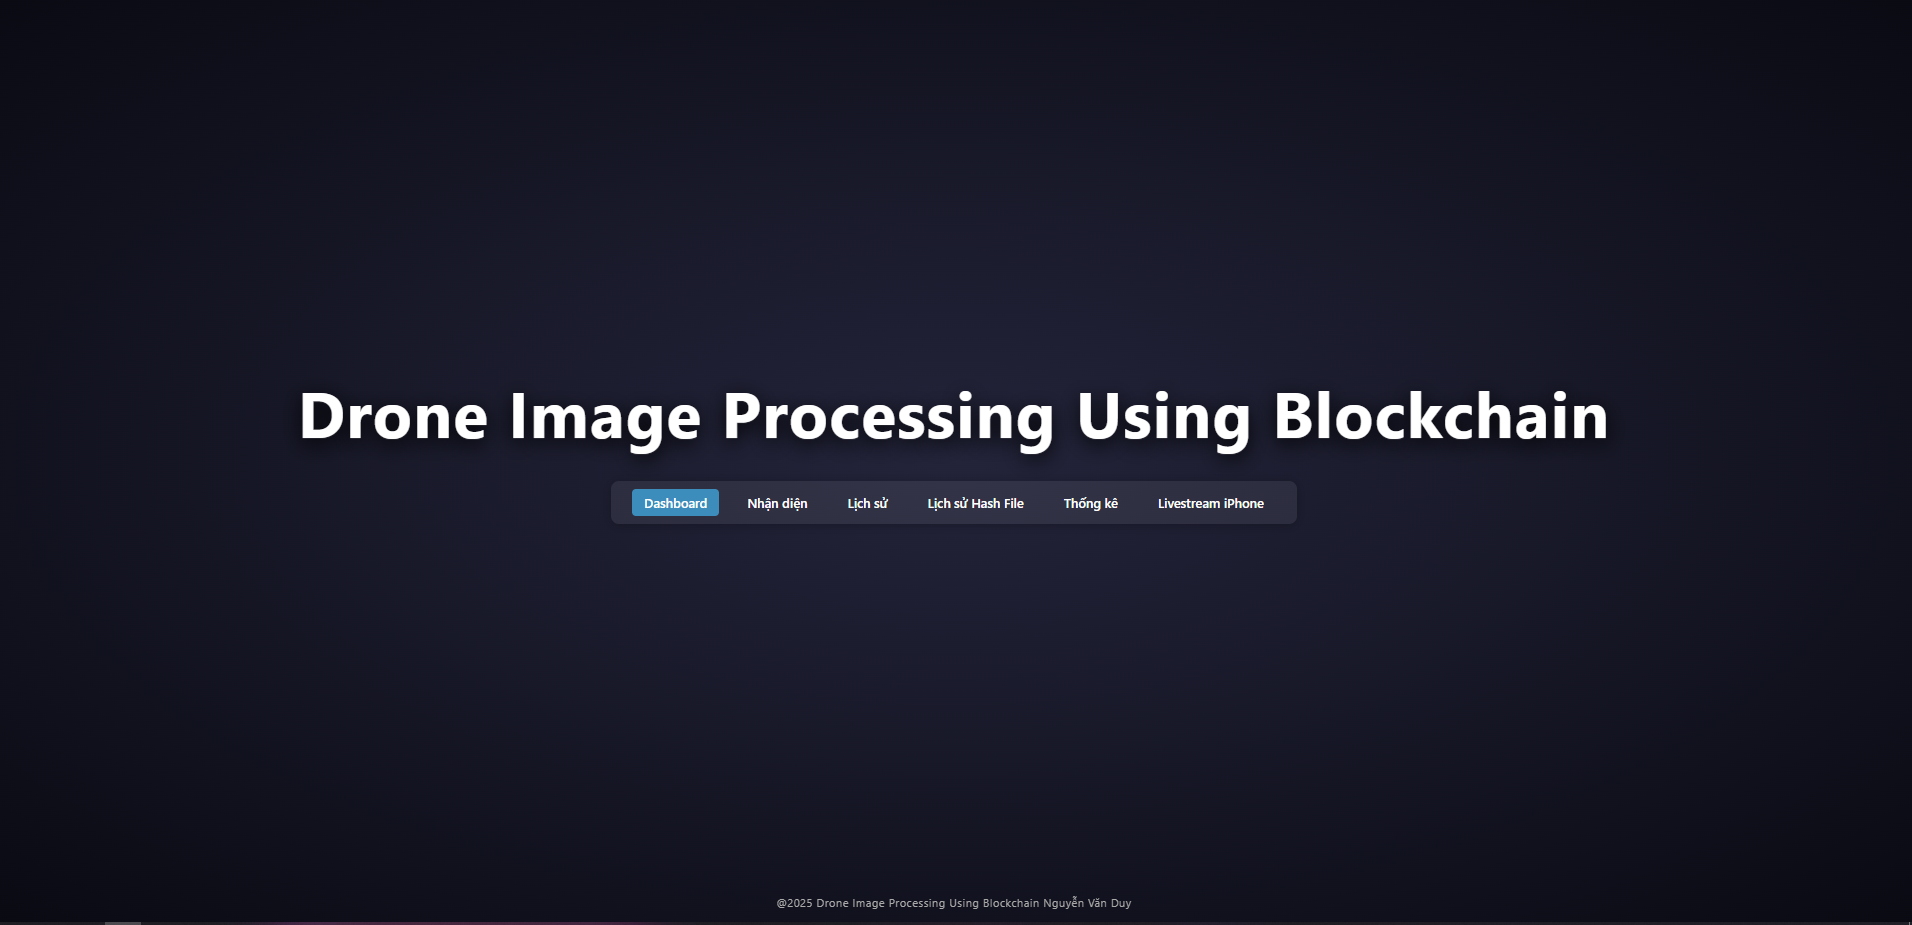 Drone Image Processing Using Blockchain
Dashboard Nhận diện Lịch sử Lịch sử Hash File Thống kê Livestream iPhone
@2025 Drone Image Processing Using Blockchain Nguyễn Văn Duy